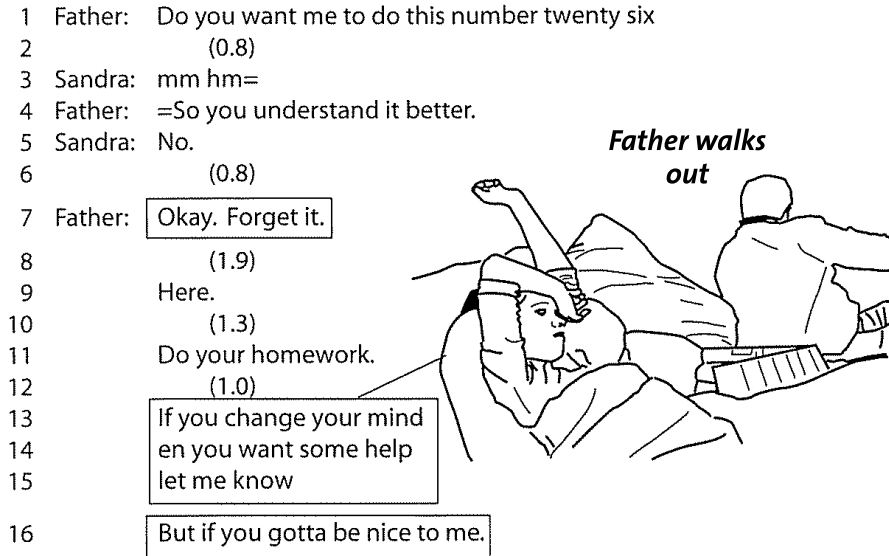 1 Father: Do you want me to do this number twenty six
2 (0.8)
3 Sandra: mm hm=
4 Father: =So you understand it better.
5 Sandra: No.
6 (0.8)
7 Father: Okay. Forget it.
8 (1.9)
9 Here.
10 (1.3)
11 Do your homework.
12 (1.0)
13 If you change your mind
14 en you want some help
15 let me know
16 But if you gotta be nice to me.
Father walks
out